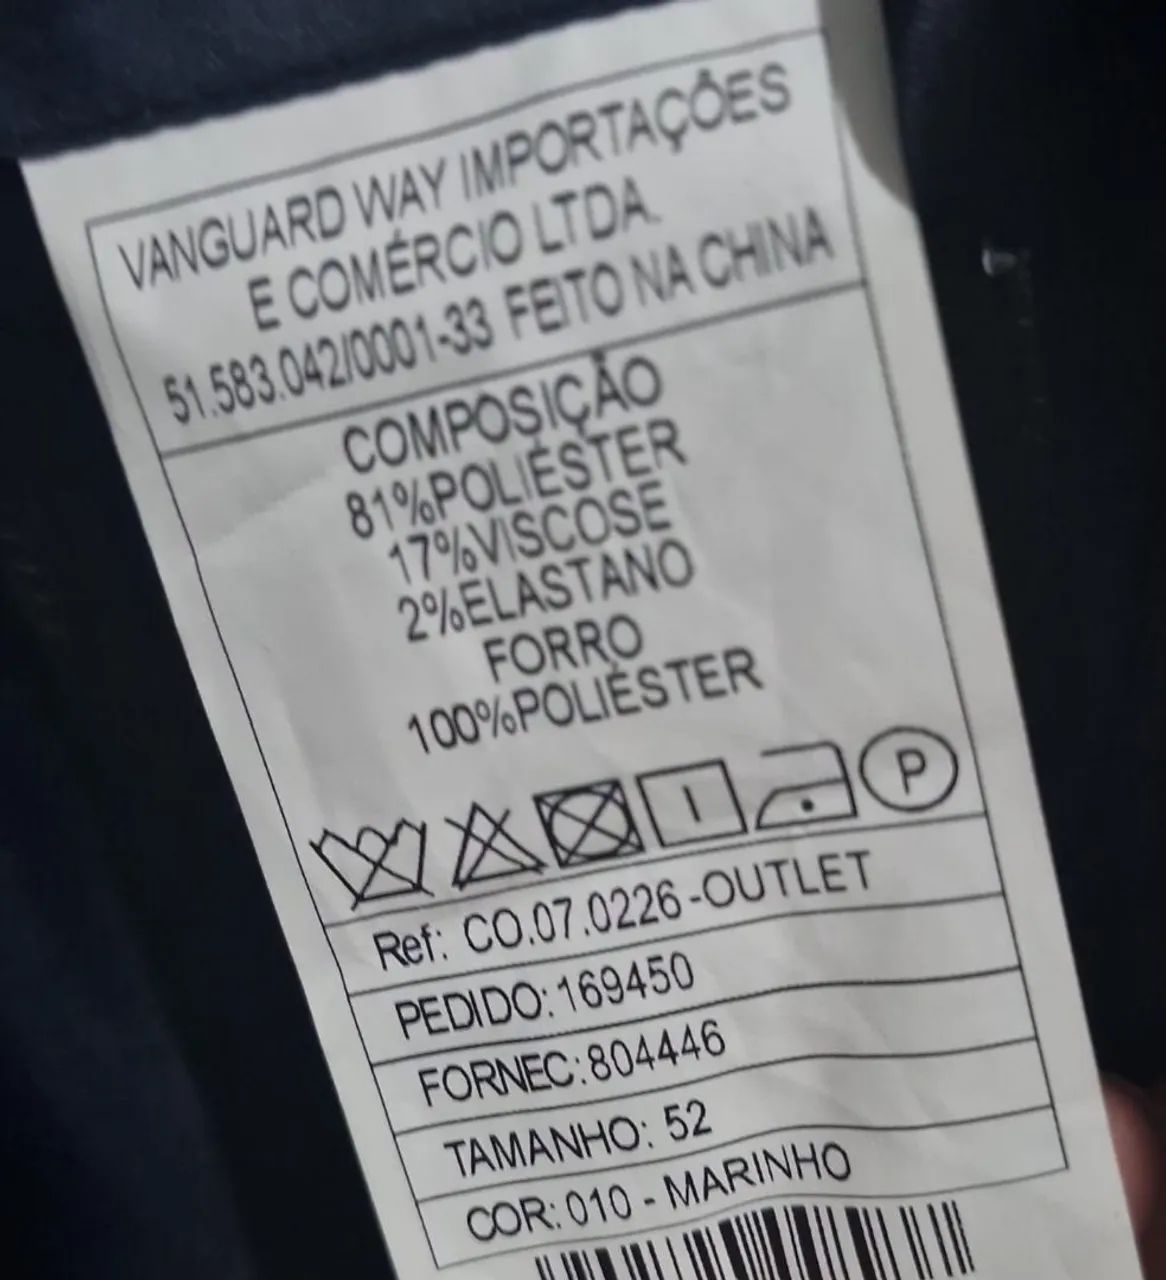 VANGUARD WAY IMPORTAÇÕES
E COMÉRCIO LTDA.
51.583.042/0001-33 FEITO NA CHINA
COMPOSIÇÃO
81%POLIÉSTER
17%VISCOSE
2%ELASTANO
FORRO
100%POLIÉSTER
P
Ref: CO.07.0226-OUTLET
PEDIDO:169450
FORNEC:804446
TAMANHO: 52
COR:010 - MARINHO